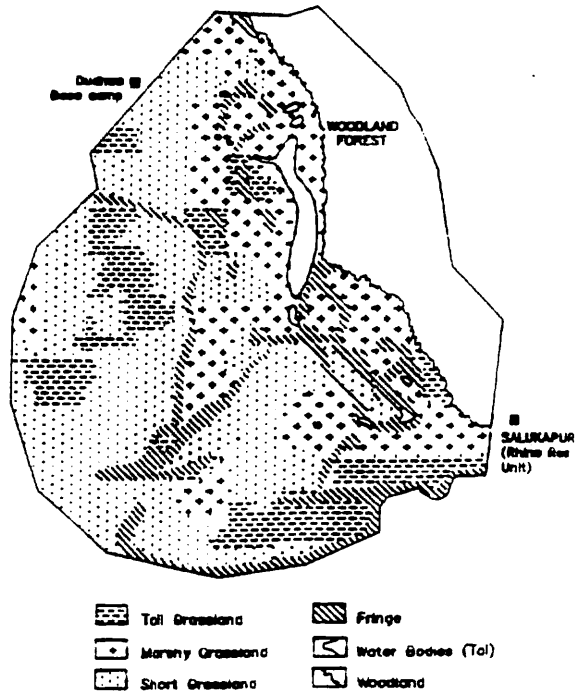 Dudhwa
Base camp
WOODLAND
FOREST
SALUKAPUR
(Rhino Res
Unit)
Tall Grassland
Fringe
Marshy Grassland
Water Bodies (Tal)
Short Grassland
Woodland